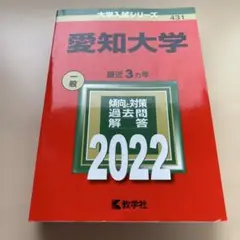 大学入試シリーズ
431
愛知大学
一般
最近3カ年
傾向と対策
過去問
解答
2022
教学社